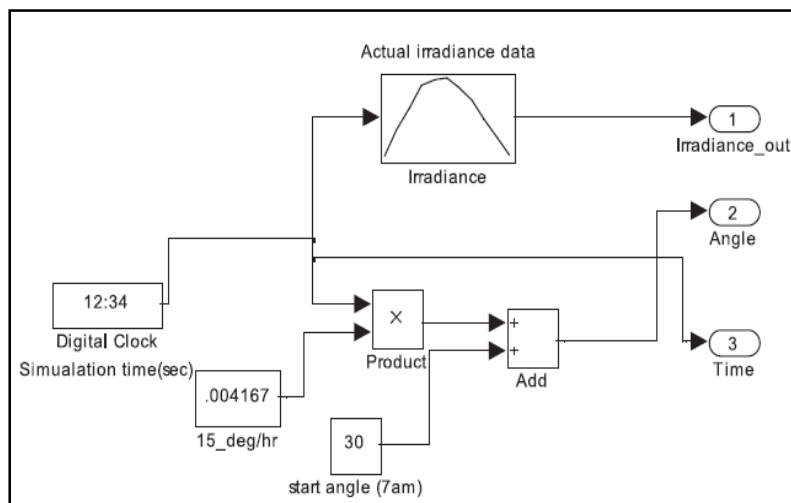 Actual irradiance data
Irradiance
1
Irradiance_out
2
Angle
12:34
Digital Clock
Simualation time(sec)
×
Product
+
+
Add
3
Time
.004167
15_deg/hr
30
start angle (7am)